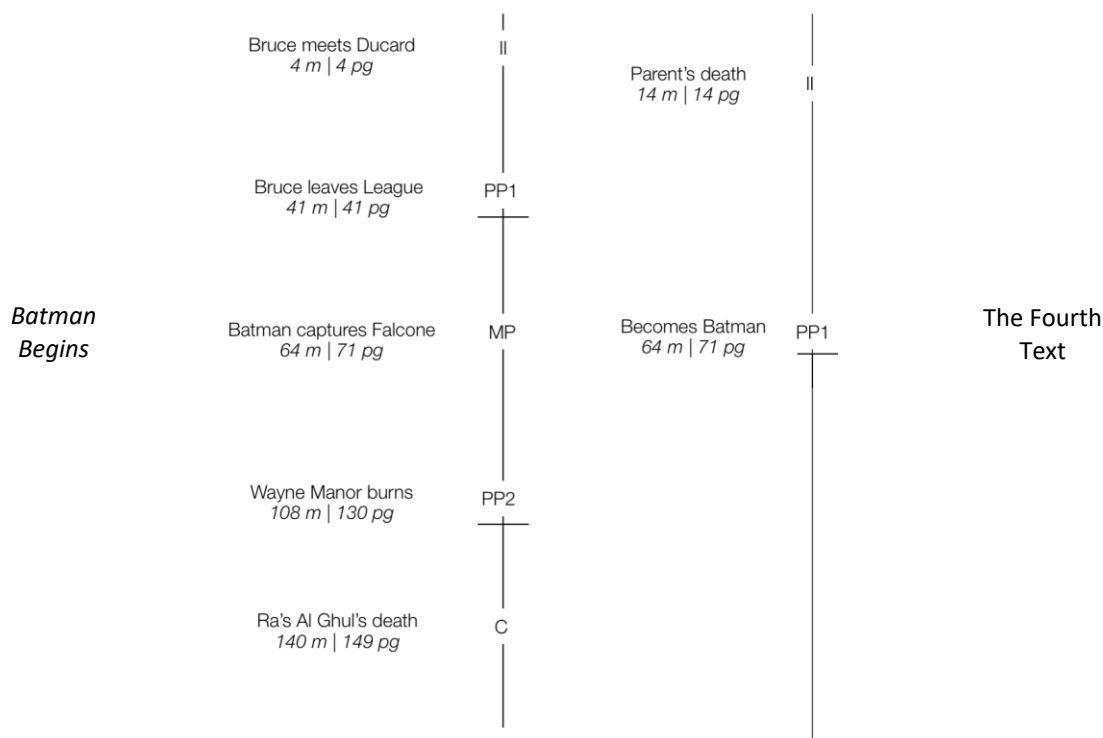 Bruce meets Ducard
4 m | 4 pg
II
Parent's death
14 m | 14 pg
II
Bruce leaves League
41 m | 41 pg
PP1
Batman
Begins
Batman captures Falcone
64 m | 71 pg
MP
Becomes Batman
64 m | 71 pg
PP1
The Fourth
Text
Wayne Manor burns
108 m | 130 pg
PP2
Ra's Al Ghul's death
140 m | 149 pg
C